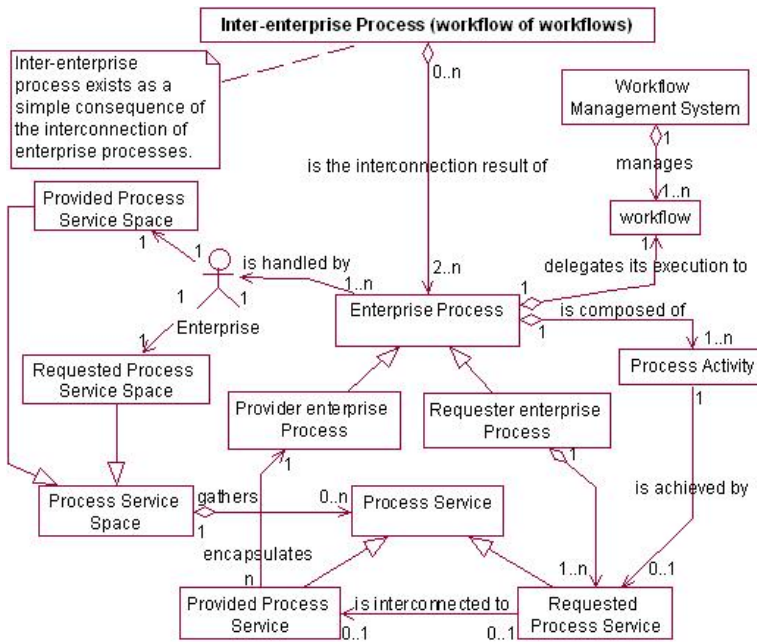 Inter-enterprise Process (workflow of workflows)
0..n
Inter-enterprise
process exists as a
simple consequence of
the interconnection of
enterprise processes.
Workflow
Management System
1
manages
1..n
is the interconnection result of
workflow
1
Provided Process
Service Space
1
1
is handled by
1..n
2..n
delegates its execution to
1
1
1
Enterprise
Enterprise Process
is composed of
1
1..n
1
Requested Process
Service Space
Process Activity
1
Provider enterprise
Process
1
Requester enterprise
Process
1
Process Service
Space
gathers
1
0..n
Process Service
is achieved by
encapsulates
n
1..n
0..1
Provided Process
Service
is interconnected to
0..1
0..1
Requested
Process Service